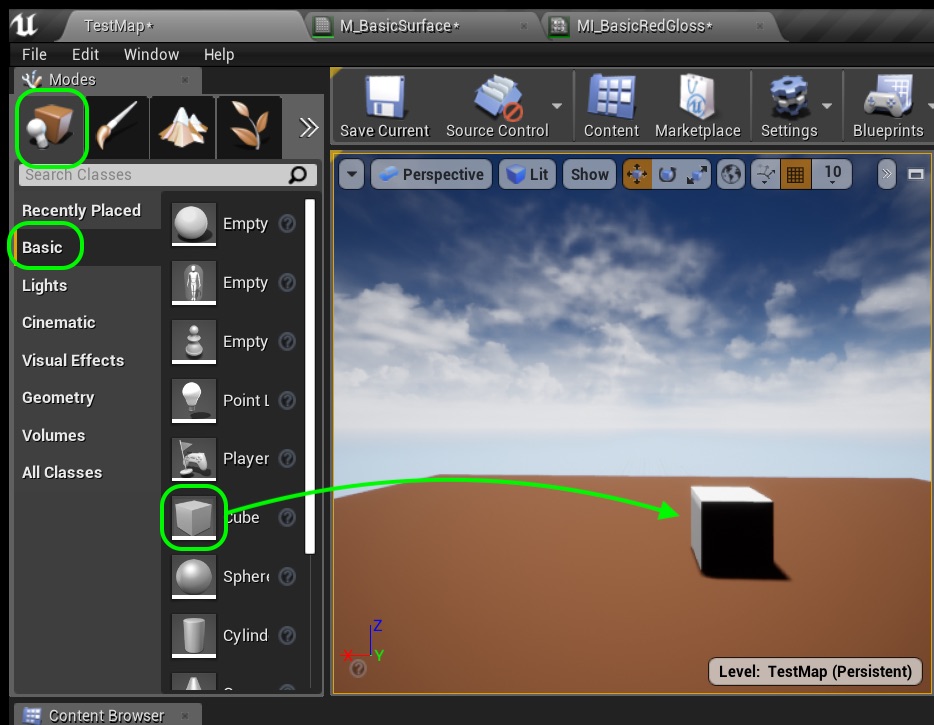 TestMap*
M_BasicSurface*
MI_BasicRedGloss*
File Edit Window Help
Modes
Save Current
Source Control
Content
Marketplace
Settings
Blueprints
Search Classes
Perspective
Lit
Show
10
Recently Placed
Basic
Lights
Cinematic
Visual Effects
Geometry
Volumes
All Classes
Empty
Empty
Empty
Point L
Player
Cube
Sphere
Cylind
Z
X
Y
Level: TestMap (Persistent)
Content Browser